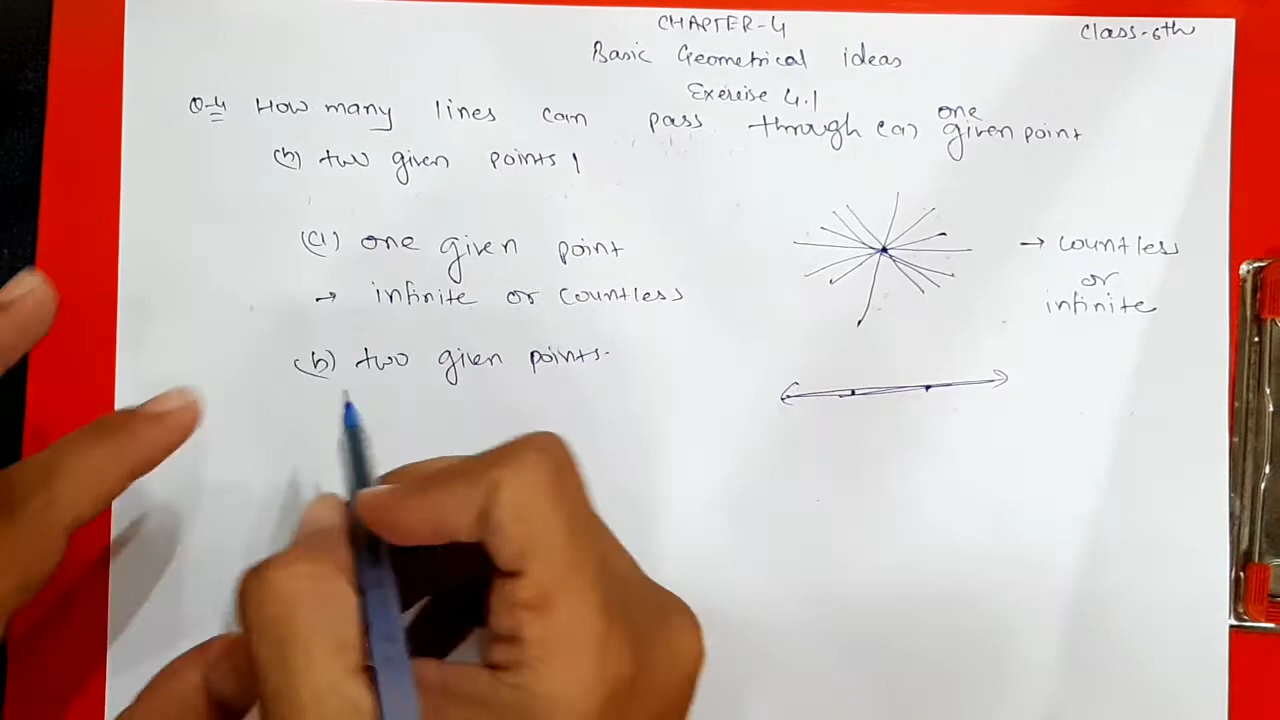 CHAPTER-4
Class-6th
Basic Geometrical ideas
Exercise 4.1
Q-4 How many lines can pass through (a) one given point
(b) two given points |
(a) one given point
→ infinite or countless
→ countless
or
infinite
(b) two given points.